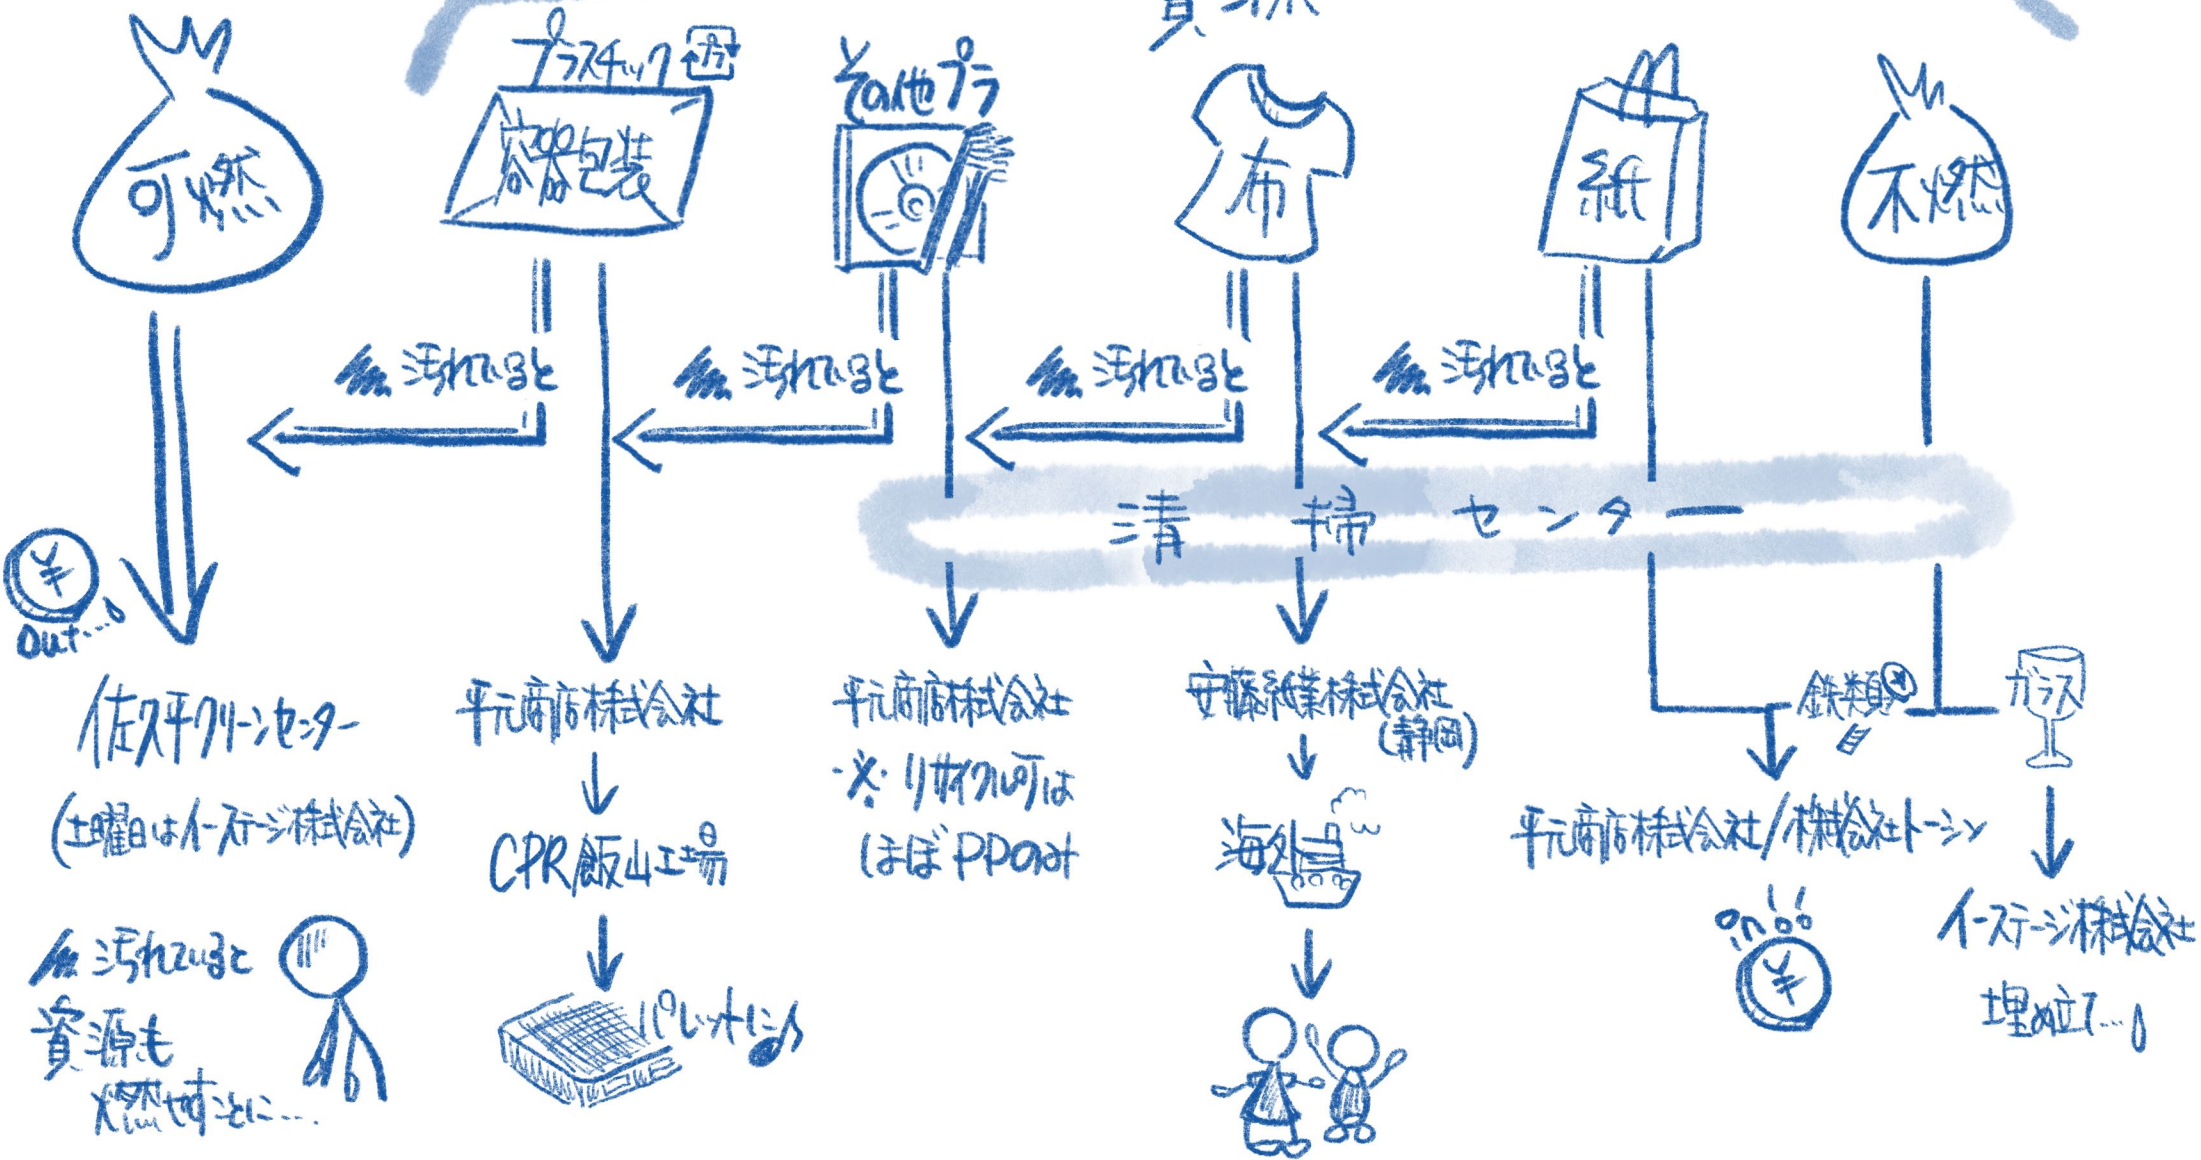 資源
プラスチック プラ
容器包装
その他プラ
可燃
布
紙
不燃
汚れていると
汚れていると
汚れていると
汚れていると
清掃センター
¥
out...
佐久平クリーンセンター
(土曜日はイーステージ株式会社)
汚れていると
資源も
燃やすことに...
平元商店株式会社
CPR飯山工場
パレットに♪
平元商店株式会社
※リサイクル可は
ほぼPPのみ
安藤紙業株式会社
(静岡)
海外
鉄類
¥
ガラス
平元商店株式会社/株式会社トーシン
in!!
¥
イーステージ株式会社
埋め立て...